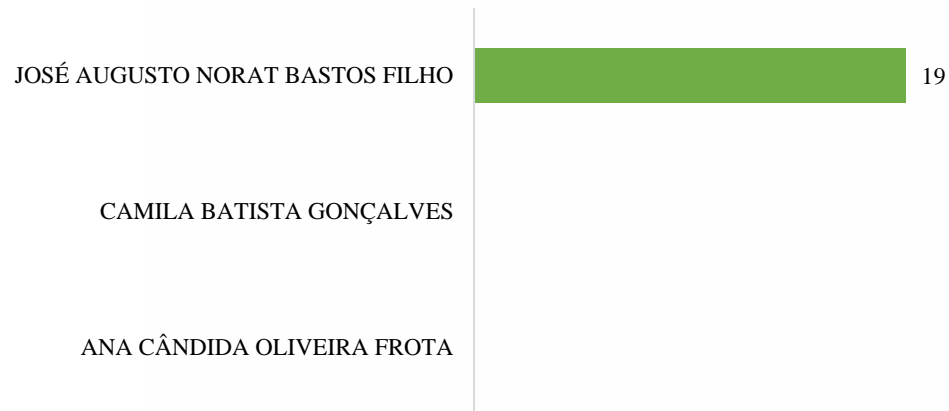 JOSÉ AUGUSTO NORAT BASTOS FILHO 19
CAMILA BATISTA GONÇALVES
ANA CÂNDIDA OLIVEIRA FROTA